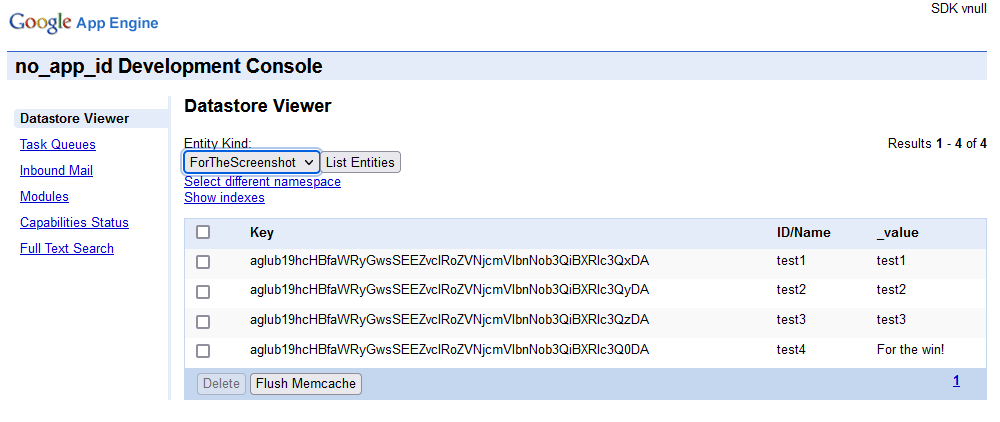 SDK vnull
Google App Engine
no_app_id Development Console
Datastore Viewer
Task Queues
Inbound Mail
Modules
Capabilities Status
Full Text Search
Datastore Viewer
Entity Kind:
Results 1 - 4 of 4
ForTheScreenshot List Entities
Select different namespace
Show indexes
Key ID/Name _value
aglub19hcHBfaWRyGwsSEEZvclRoZVNjcmVlbnNob3QiBXRlc3QxDA test1 test1
aglub19hcHBfaWRyGwsSEEZvclRoZVNjcmVlbnNob3QiBXRlc3QyDA test2 test2
aglub19hcHBfaWRyGwsSEEZvclRoZVNjcmVlbnNob3QiBXRlc3QzDA test3 test3
aglub19hcHBfaWRyGwsSEEZvclRoZVNjcmVlbnNob3QiBXRlc3Q0DA test4 For the win!
Delete Flush Memcache 1